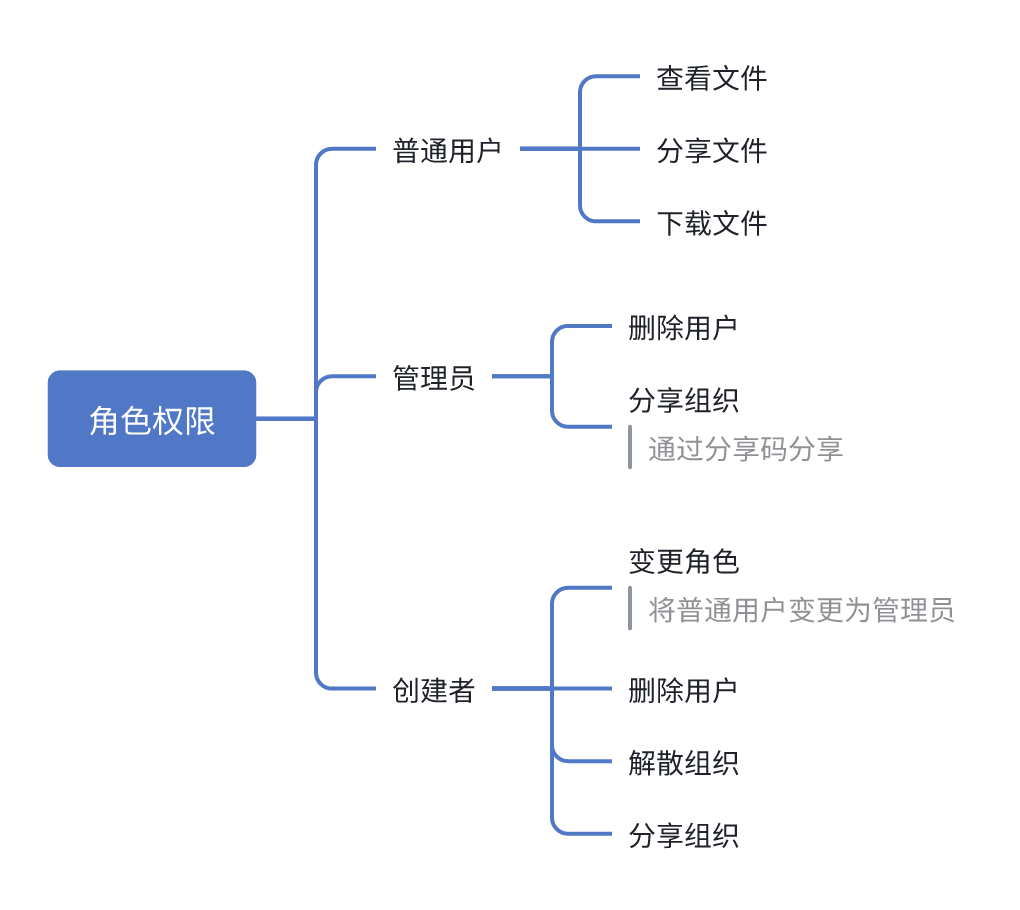 角色权限
普通用户
查看文件
分享文件
下载文件
管理员
删除用户
分享组织
通过分享码分享
创建者
变更角色
将普通用户变更为管理员
删除用户
解散组织
分享组织